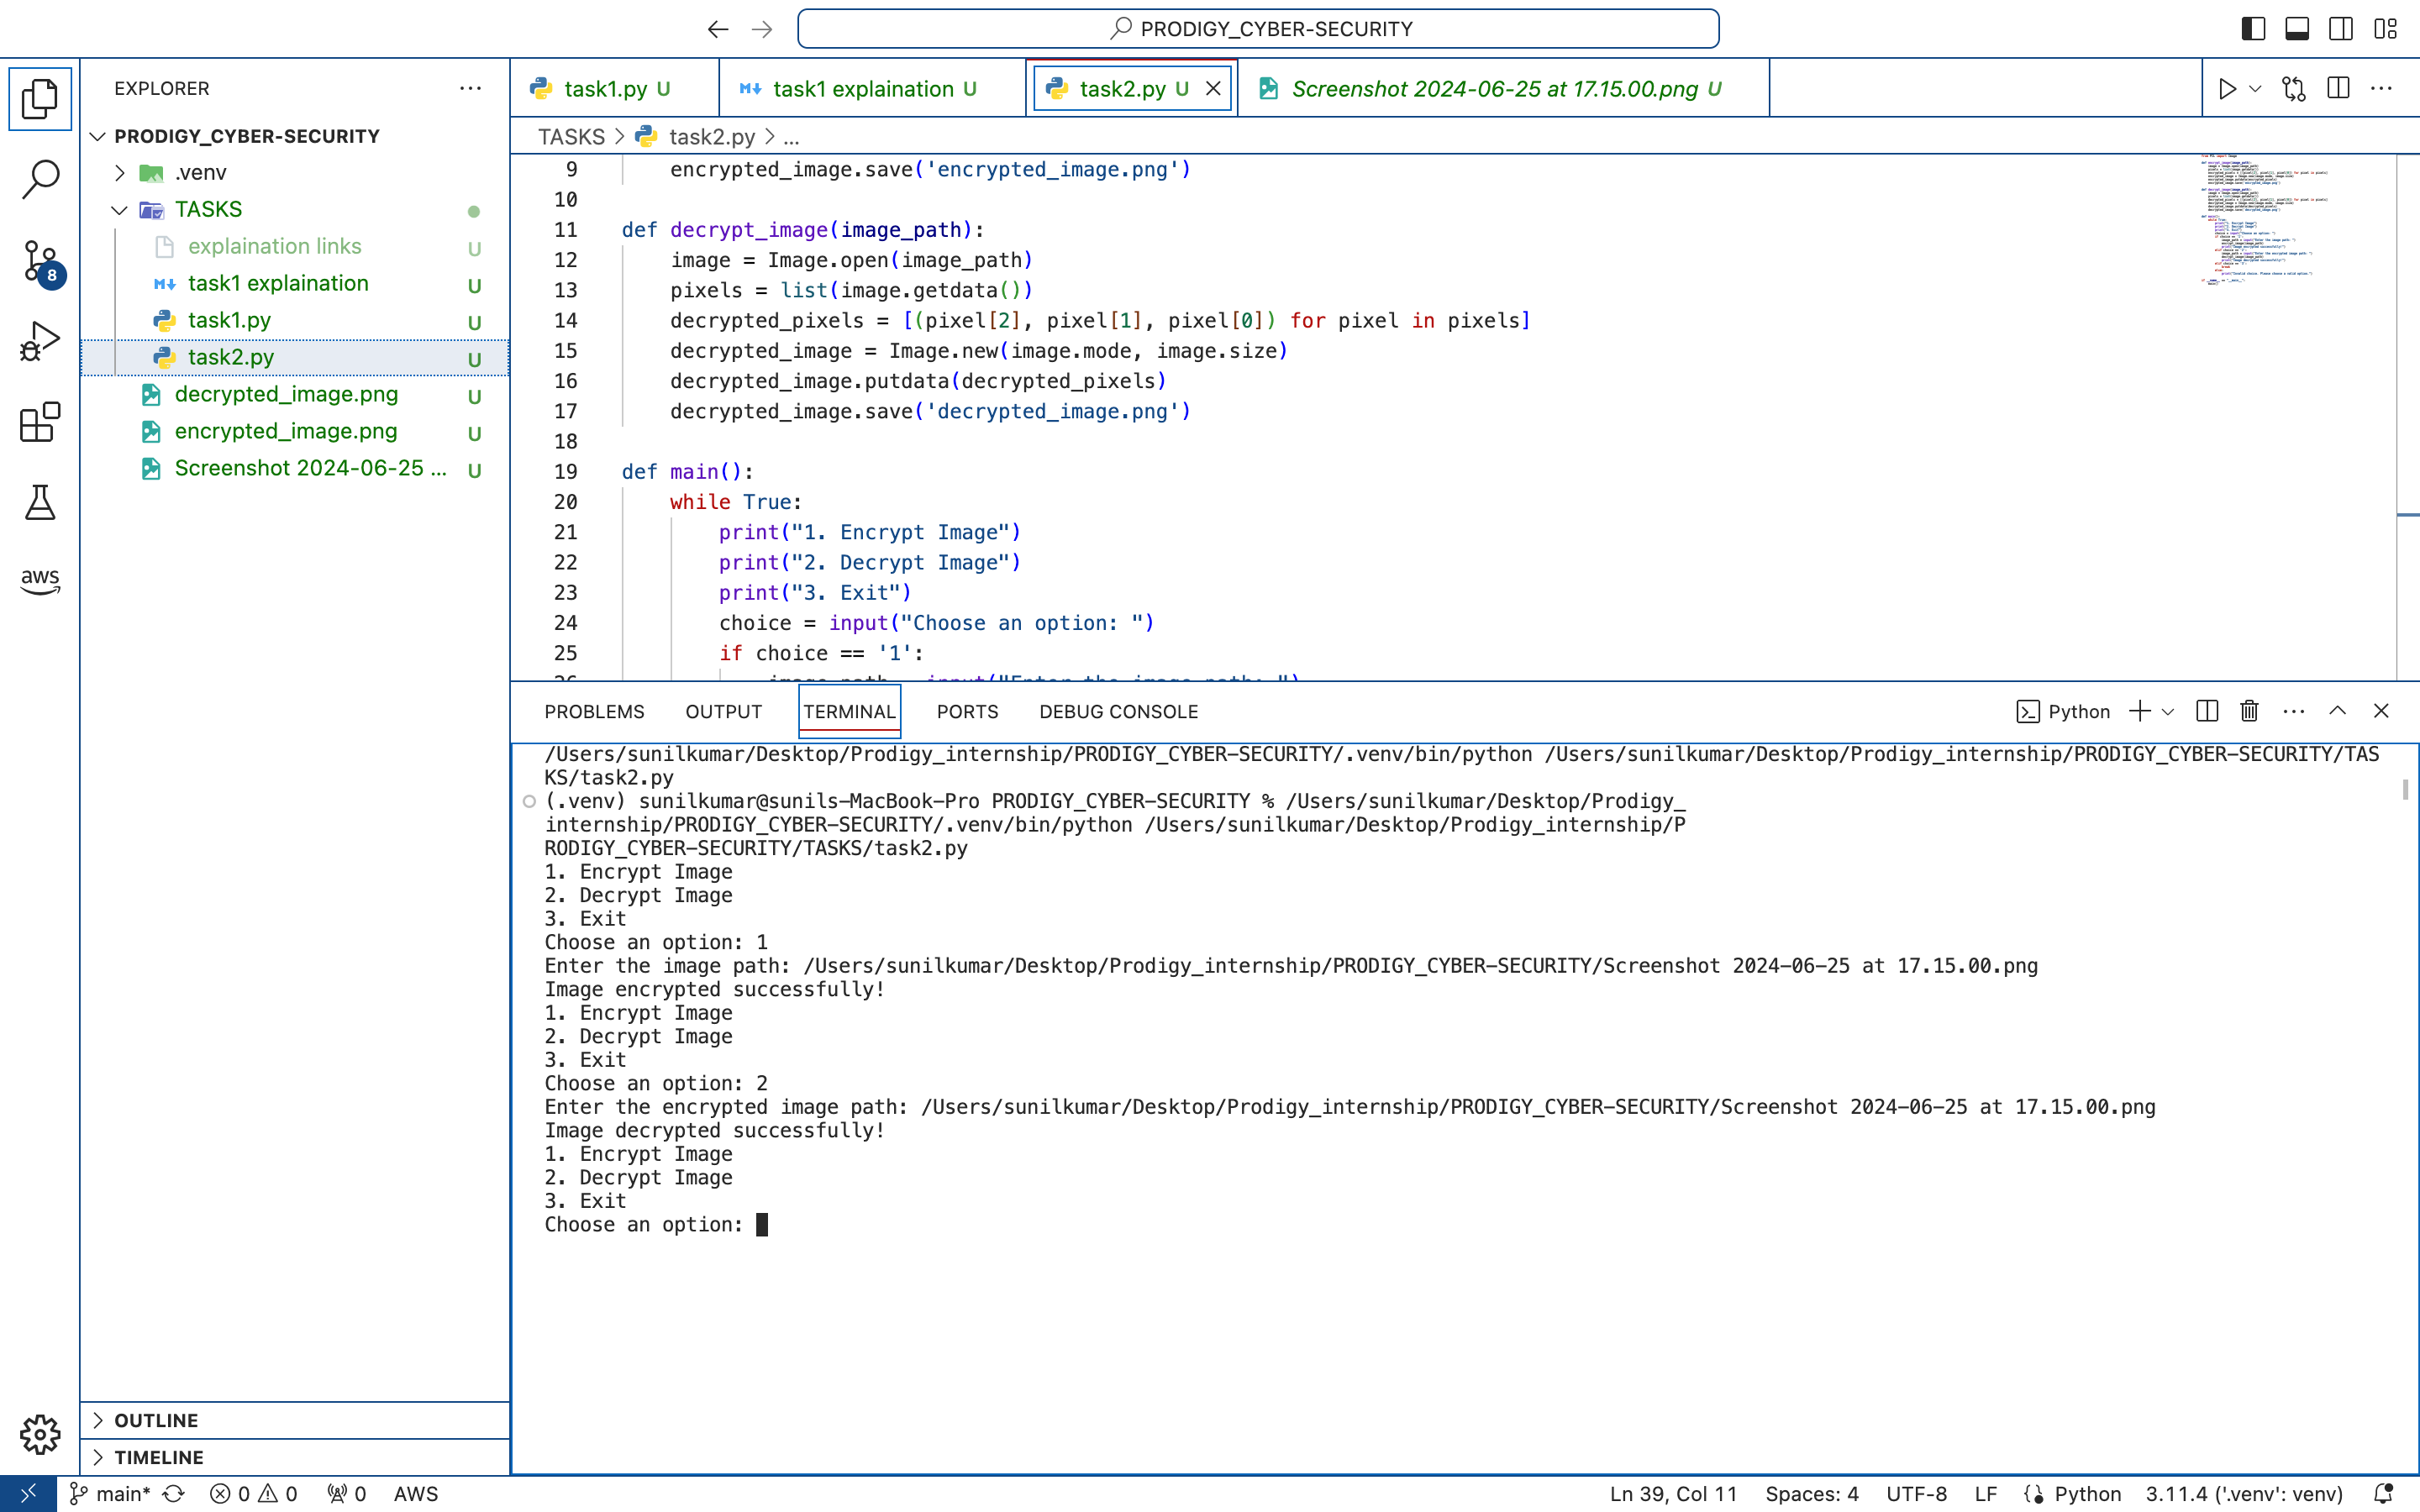 PRODIGY_CYBER-SECURITY
EXPLORER
PRODIGY_CYBER-SECURITY
.venv
TASKS
explaination links U
task1 explaination U
task1.py U
task2.py U
decrypted_image.png U
encrypted_image.png U
Screenshot 2024-06-25 ... U
8
aws
OUTLINE
TIMELINE
task1.py U
task1 explaination U
task2.py U
Screenshot 2024-06-25 at 17.15.00.png U
TASKS > task2.py > ...
9 encrypted_image.save('encrypted_image.png')
10
11 def decrypt_image(image_path):
12 image = Image.open(image_path)
13 pixels = list(image.getdata())
14 decrypted_pixels = [(pixel[2], pixel[1], pixel[0]) for pixel in pixels]
15 decrypted_image = Image.new(image.mode, image.size)
16 decrypted_image.putdata(decrypted_pixels)
17 decrypted_image.save('decrypted_image.png')
18
19 def main():
20 while True:
21 print("1. Encrypt Image")
22 print("2. Decrypt Image")
23 print("3. Exit")
24 choice = input("Choose an option: ")
25 if choice == '1':
26 image_path = input("Enter the image path: ")
PROBLEMS OUTPUT TERMINAL PORTS DEBUG CONSOLE
Python
/Users/sunilkumar/Desktop/Prodigy_internship/PRODIGY_CYBER-SECURITY/.venv/bin/python /Users/sunilkumar/Desktop/Prodigy_internship/PRODIGY_CYBER-SECURITY/TAS
KS/task2.py
(.venv) sunilkumar@sunils-MacBook-Pro PRODIGY_CYBER-SECURITY % /Users/sunilkumar/Desktop/Prodigy_
internship/PRODIGY_CYBER-SECURITY/.venv/bin/python /Users/sunilkumar/Desktop/Prodigy_internship/P
RODIGY_CYBER-SECURITY/TASKS/task2.py
1. Encrypt Image
2. Decrypt Image
3. Exit
Choose an option: 1
Enter the image path: /Users/sunilkumar/Desktop/Prodigy_internship/PRODIGY_CYBER-SECURITY/Screenshot 2024-06-25 at 17.15.00.png
Image encrypted successfully!
1. Encrypt Image
2. Decrypt Image
3. Exit
Choose an option: 2
Enter the encrypted image path: /Users/sunilkumar/Desktop/Prodigy_internship/PRODIGY_CYBER-SECURITY/Screenshot 2024-06-25 at 17.15.00.png
Image decrypted successfully!
1. Encrypt Image
2. Decrypt Image
3. Exit
Choose an option:
main* 0 0 0 AWS
Ln 39, Col 11 Spaces: 4 UTF-8 LF Python 3.11.4 ('.venv': venv)